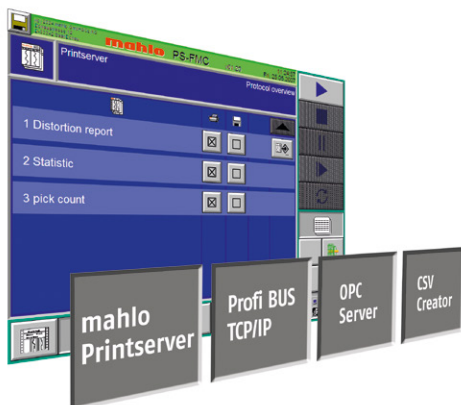 mahlo PS-FMC
Printserver
Protocol overview
1 Distortion report
2 Statistic
3 pick count
mahlo
Printserver
Profi BUS
TCP/IP
OPC
Server
CSV
Creator